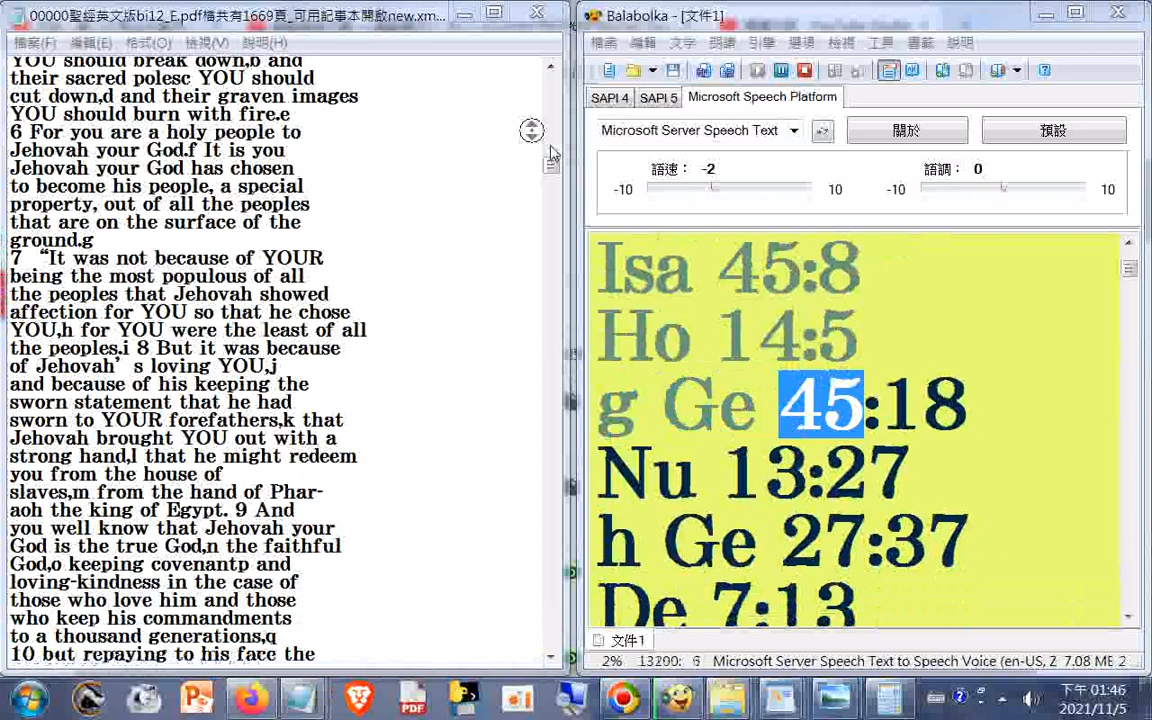 00000聖經英文版bi12_E.pdf檔共有1669頁_可用記事本開啟new.xm...
檔案(F) 編輯(E) 格式(O) 檢視(V) 說明(H)
YOU should break down,b and
their sacred polesc YOU should
cut down,d and their graven images
YOU should burn with fire.e
6 For you are a holy people to
Jehovah your God.f It is you
Jehovah your God has chosen
to become his people, a special
property, out of all the peoples
that are on the surface of the
ground.g
7 “It was not because of YOUR
being the most populous of all
the peoples that Jehovah showed
affection for YOU so that he chose
YOU,h for YOU were the least of all
the peoples.i 8 But it was because
of Jehovah’s loving YOU,j
and because of his keeping the
sworn statement that he had
sworn to YOUR forefathers,k that
Jehovah brought YOU out with a
strong hand,l that he might redeem
you from the house of
slaves,m from the hand of Phar-
aoh the king of Egypt. 9 And
you well know that Jehovah your
God is the true God,n the faithful
God,o keeping covenantp and
loving-kindness in the case of
those who love him and those
who keep his commandments
to a thousand generations,q
10 but repaying to his face the
Balabolka - [文件1]
檔案 編輯 文字 朗讀 引擎 選項 檢視 工具 書籤 說明
SAPI 4 SAPI 5 Microsoft Speech Platform
Microsoft Server Speech Text 關於 預設
語速： -2 語調： 0
-10 10 -10 10
Isa 45:8
Ho 14:5
g Ge 45:18
Nu 13:27
h Ge 27:37
De 7:13
文件1
2% 13200: 6 Microsoft Server Speech Text to Speech Voice (en-US, Z 7.08 MB 2
PDF
下午 01:46
2021/11/5